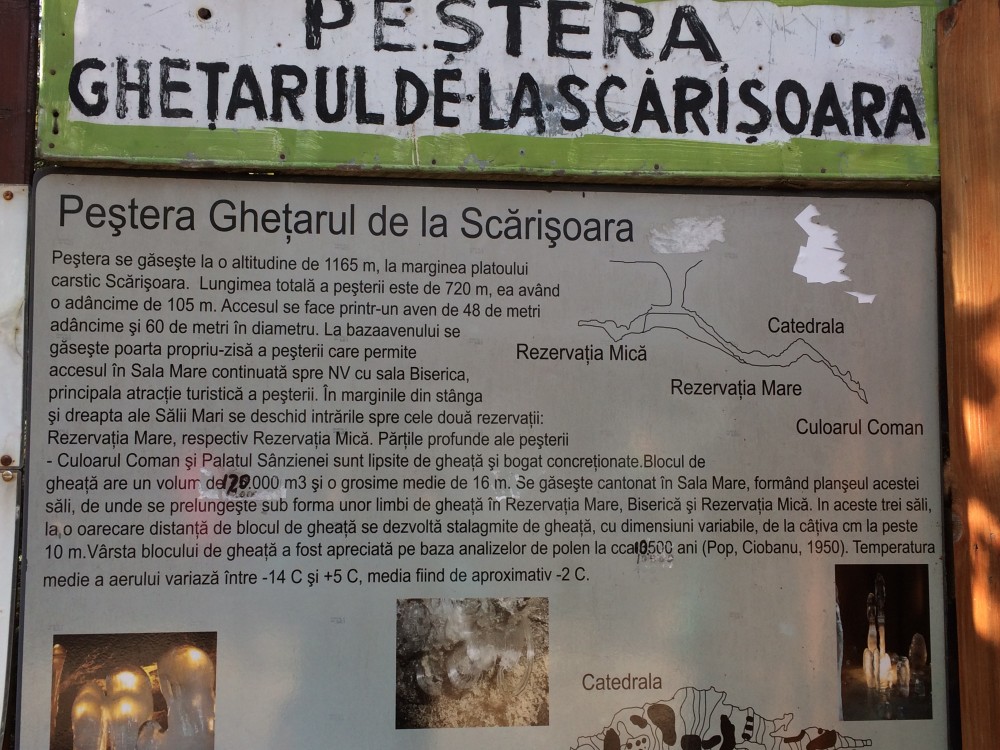 PEȘTERA
GHEȚARUL DE·LA·SCĂRIȘOARA
Peştera Gheţarul de la Scărişoara
Peştera se găseşte la o altitudine de 1165 m, la marginea platoului
carstic Scărişoara. Lungimea totală a peşterii este de 720 m, ea având
o adâncime de 105 m. Accesul se face printr-un aven de 48 de metri
adâncime şi 60 de metri în diametru. La bazaavenului se
găseşte poarta propriu-zisă a peşterii care permite
accesul în Sala Mare continuată spre NV cu sala Biserica,
principala atracţie turistică a peşterii. În marginile din stânga
şi dreapta ale Sălii Mari se deschid intrările spre cele două rezervaţii:
Rezervaţia Mare, respectiv Rezervaţia Mică. Părţile profunde ale peşterii
- Culoarul Coman şi Palatul Sânzienei sunt lipsite de gheaţă şi bogat concreţionate.Blocul de
gheaţă are un volum de 120.000 m3 şi o grosime medie de 16 m. Se găseşte cantonat în Sala Mare, formând planşeul acestei
săli, de unde se prelungeşte sub forma unor limbi de gheaţă în Rezervaţia Mare, Biserică şi Rezervaţia Mică. In aceste trei săli,
la o oarecare distanţă de blocul de gheaţă se dezvoltă stalagmite de gheaţă, cu dimensiuni variabile, de la câţiva cm la peste
10 m.Vârsta blocului de gheaţă a fost apreciată pe baza analizelor de polen la cca 10500 ani (Pop, Ciobanu, 1950). Temperatura
medie a aerului variază între -14 C şi +5 C, media fiind de aproximativ -2 C.
Catedrala
Rezervaţia Mică
Rezervaţia Mare
Culoarul Coman
Catedrala